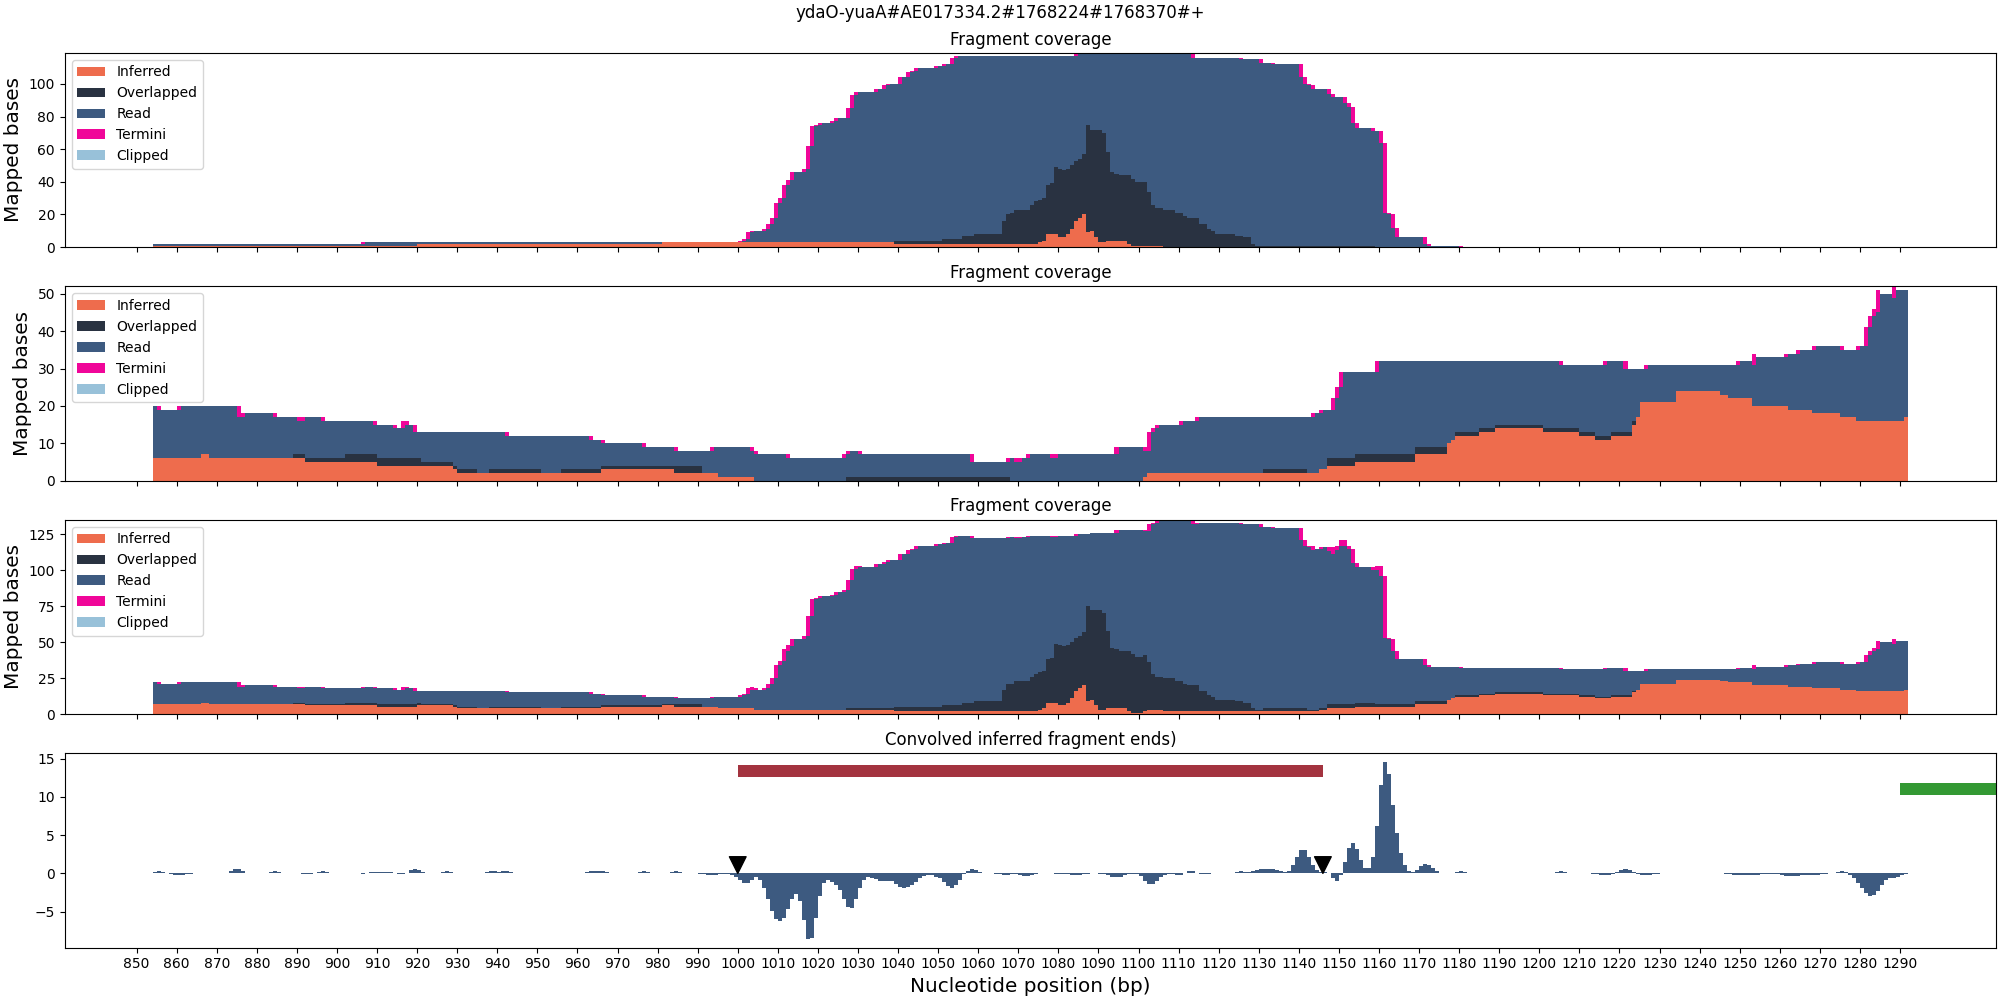 ydaO-yuaA#AE017334.2#1768224#1768370#+
Fragment coverage
Mapped bases
100
80
60
40
20
0
Inferred
Overlapped
Read
Termini
Clipped
Fragment coverage
Mapped bases
50
40
30
20
10
0
Inferred
Overlapped
Read
Termini
Clipped
Fragment coverage
Mapped bases
125
100
75
50
25
0
Inferred
Overlapped
Read
Termini
Clipped
Convolved inferred fragment ends)
15
10
5
0
−5
850 860 870 880 890 900 910 920 930 940 950 960 970 980 990 1000 1010 1020 1030 1040 1050 1060 1070 1080 1090 1100 1110 1120 1130 1140 1150 1160 1170 1180 1190 1200 1210 1220 1230 1240 1250 1260 1270 1280 1290
Nucleotide position (bp)